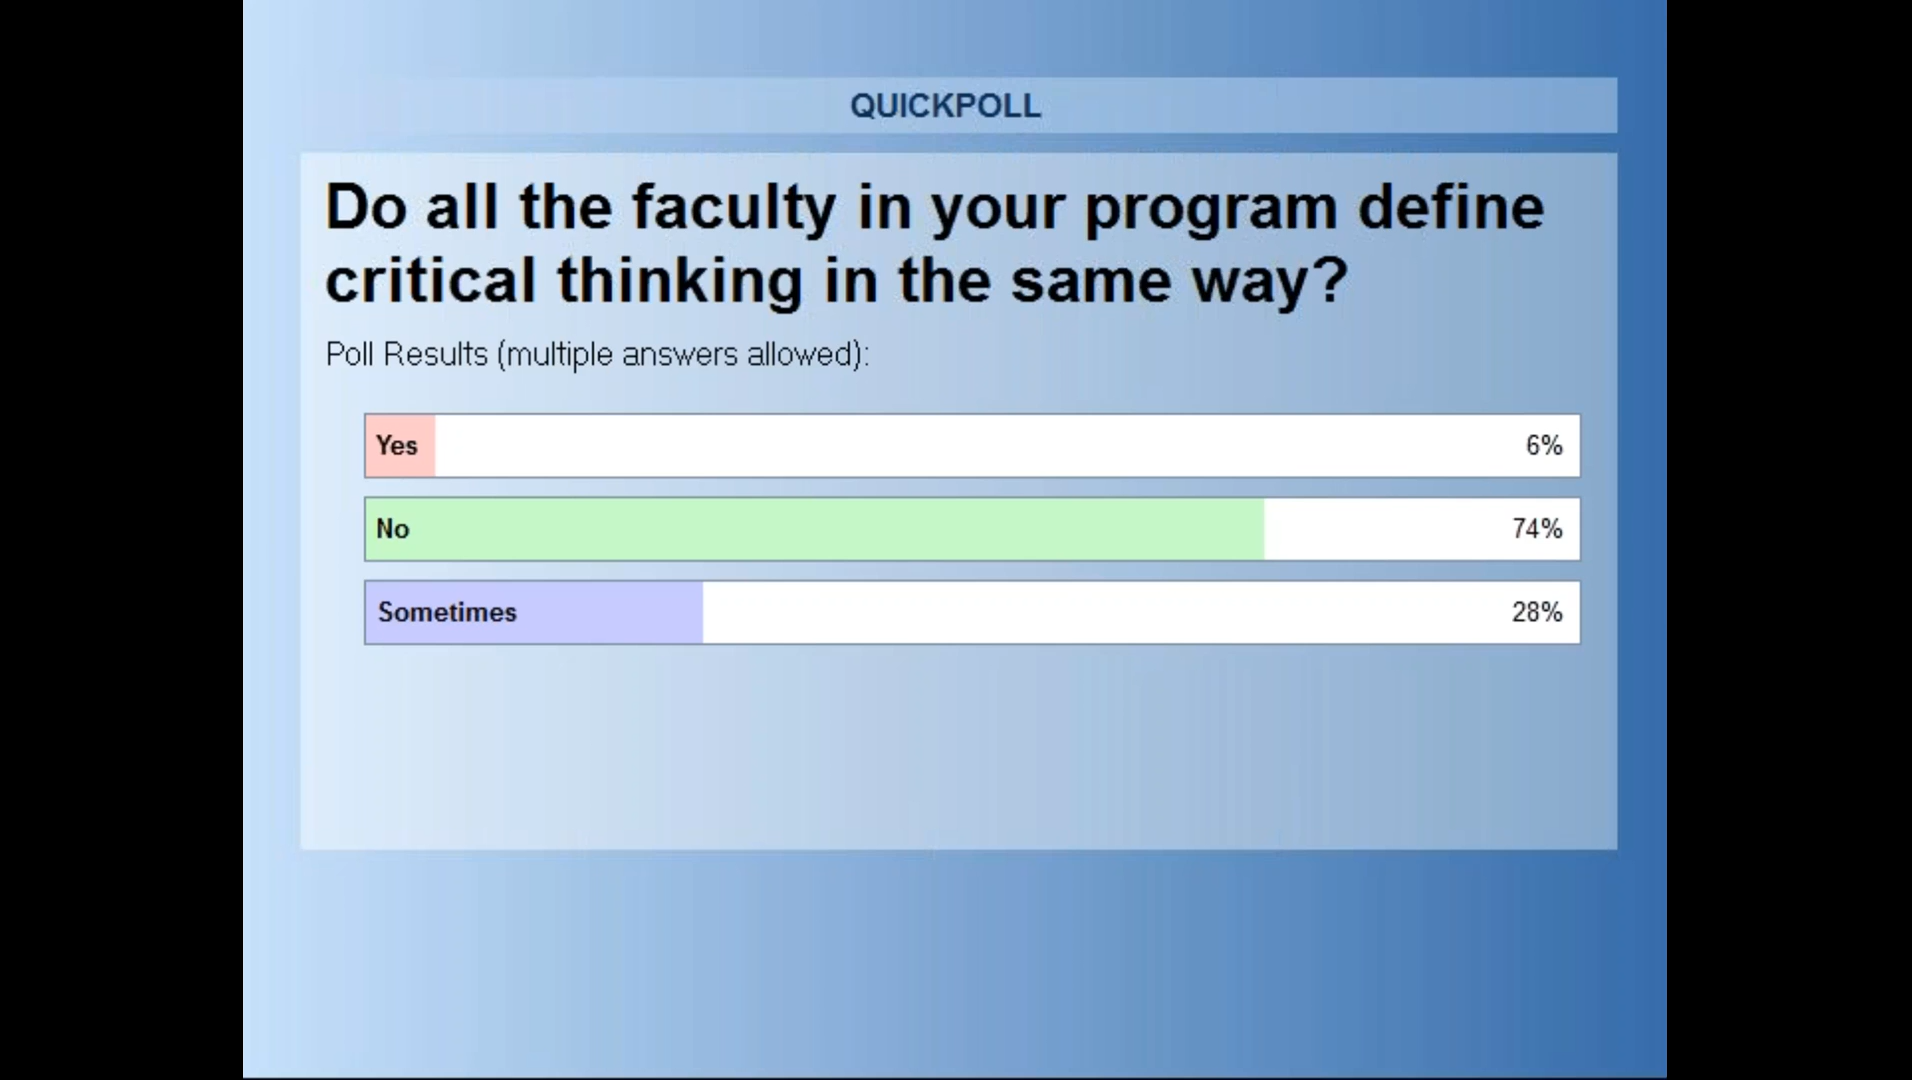 QUICKPOLL
Do all the faculty in your program define
critical thinking in the same way?
Poll Results (multiple answers allowed):
Yes 6%
No 74%
Sometimes 28%